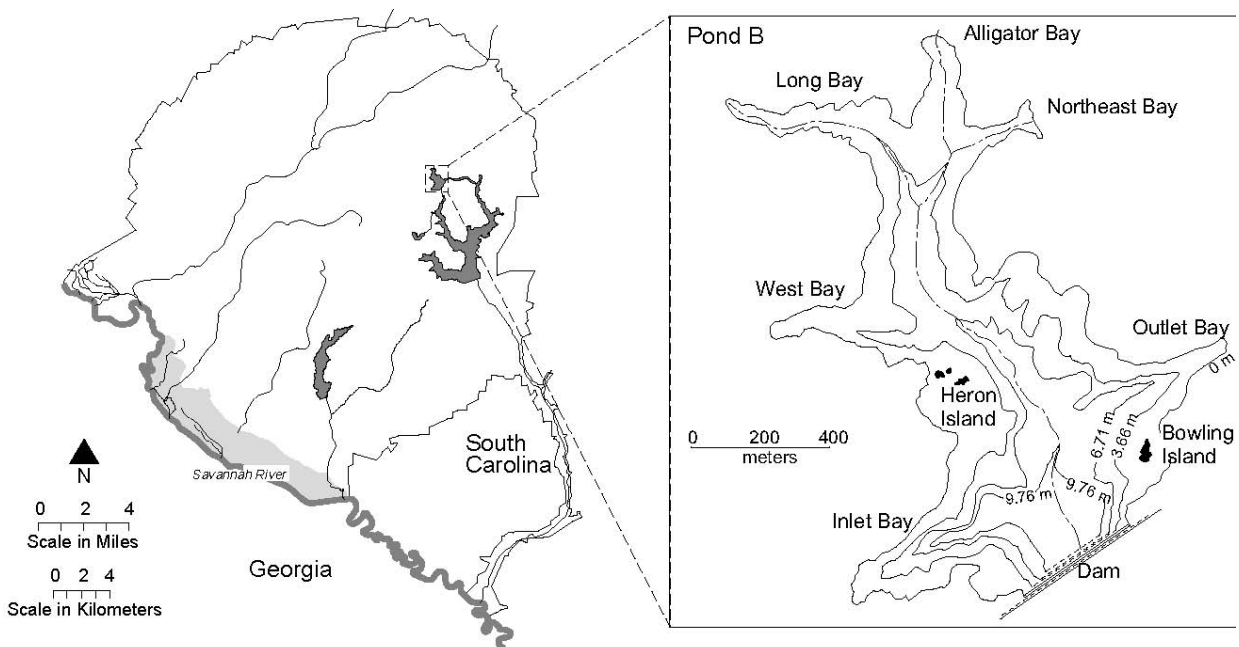 South
Carolina
Savannah River
Georgia
N
0 2 4
Scale in Miles
0 2 4
Scale in Kilometers
Pond B
Alligator Bay
Long Bay
Northeast Bay
West Bay
Outlet Bay
0 m
Heron
Island
0 200 400
meters
6.71 m
3.66 m
Bowling
Island
9.76 m
9.76 m
Inlet Bay
Dam